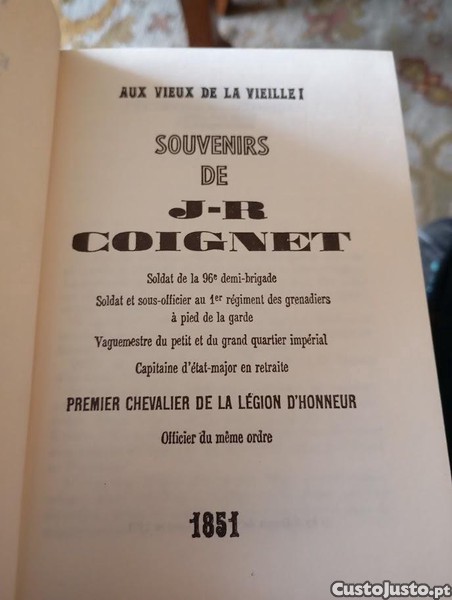 AUX VIEUX DE LA VIEILLE!
SOUVENIRS
DE
J-R
COIGNET
Soldat de la 96e demi-brigade
Soldat et sous-officier au 1er régiment des grenadiers
à pied de la garde
Vaguemestre du petit et du grand quartier impérial
Capitaine d'état-major en retraite
PREMIER CHEVALIER DE LA LÉGION D'HONNEUR
Officier du même ordre
1851
CustoJusto.pt